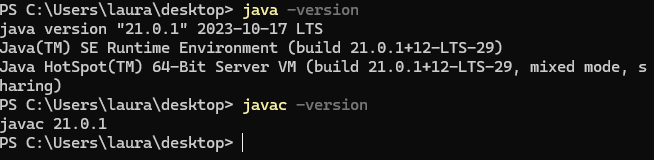 PS C:\Users\laura\desktop> java -version
java version "21.0.1" 2023-10-17 LTS
Java(TM) SE Runtime Environment (build 21.0.1+12-LTS-29)
Java HotSpot(TM) 64-Bit Server VM (build 21.0.1+12-LTS-29, mixed mode, s
haring)
PS C:\Users\laura\desktop> javac -version
javac 21.0.1
PS C:\Users\laura\desktop>